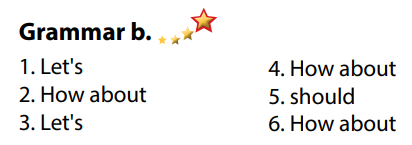 Grammar b.
1. Let's
2. How about
3. Let's
4. How about
5. should
6. How about